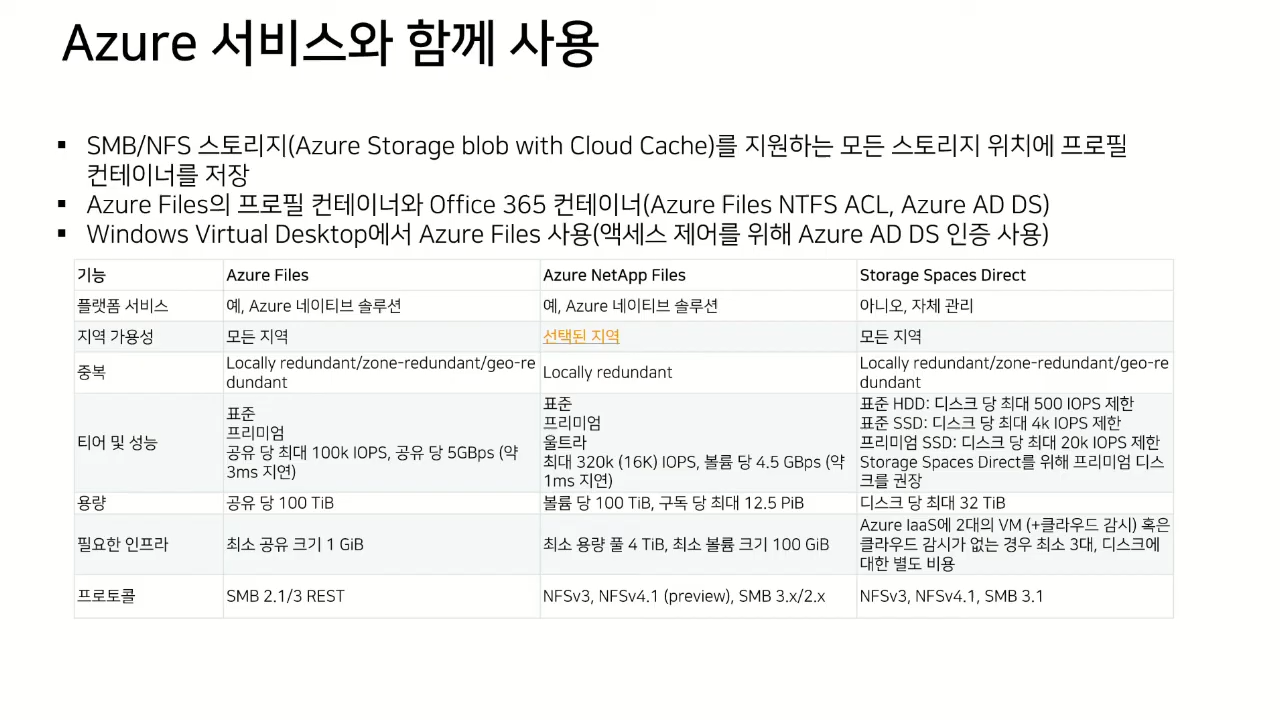 Azure 서비스와 함께 사용
▪ SMB/NFS 스토리지(Azure Storage blob with Cloud Cache)를 지원하는 모든 스토리지 위치에 프로필
컨테이너를 저장
▪ Azure Files의 프로필 컨테이너와 Office 365 컨테이너(Azure Files NTFS ACL, Azure AD DS)
▪ Windows Virtual Desktop에서 Azure Files 사용(액세스 제어를 위해 Azure AD DS 인증 사용)
기능 Azure Files Azure NetApp Files Storage Spaces Direct
플랫폼 서비스 예, Azure 네이티브 솔루션 예, Azure 네이티브 솔루션 아니오, 자체 관리
지역 가용성 모든 지역 선택된 지역 모든 지역
중복
Locally redundant/zone-redundant/geo-re
dundant
Locally redundant
Locally redundant/zone-redundant/geo-re
dundant
티어 및 성능
표준
프리미엄
공유 당 최대 100k IOPS, 공유 당 5GBps (약
3ms 지연)
표준
프리미엄
울트라
최대 320k (16K) IOPS, 볼륨 당 4.5 GBps (약
1ms 지연)
표준 HDD: 디스크 당 최대 500 IOPS 제한
표준 SSD: 디스크 당 최대 4k IOPS 제한
프리미엄 SSD: 디스크 당 최대 20k IOPS 제한
Storage Spaces Direct를 위해 프리미엄 디스
크를 권장
용량 공유 당 100 TiB 볼륨 당 100 TiB, 구독 당 최대 12.5 PiB 디스크 당 최대 32 TiB
필요한 인프라
최소 공유 크기 1 GiB
최소 용량 풀 4 TiB, 최소 볼륨 크기 100 GiB
Azure IaaS에 2대의 VM (+클라우드 감시) 혹은
클라우드 감시가 없는 경우 최소 3대, 디스크에
대한 별도 비용
프로토콜 SMB 2.1/3 REST NFSv3, NFSv4.1 (preview), SMB 3.x/2.x NFSv3, NFSv4.1, SMB 3.1